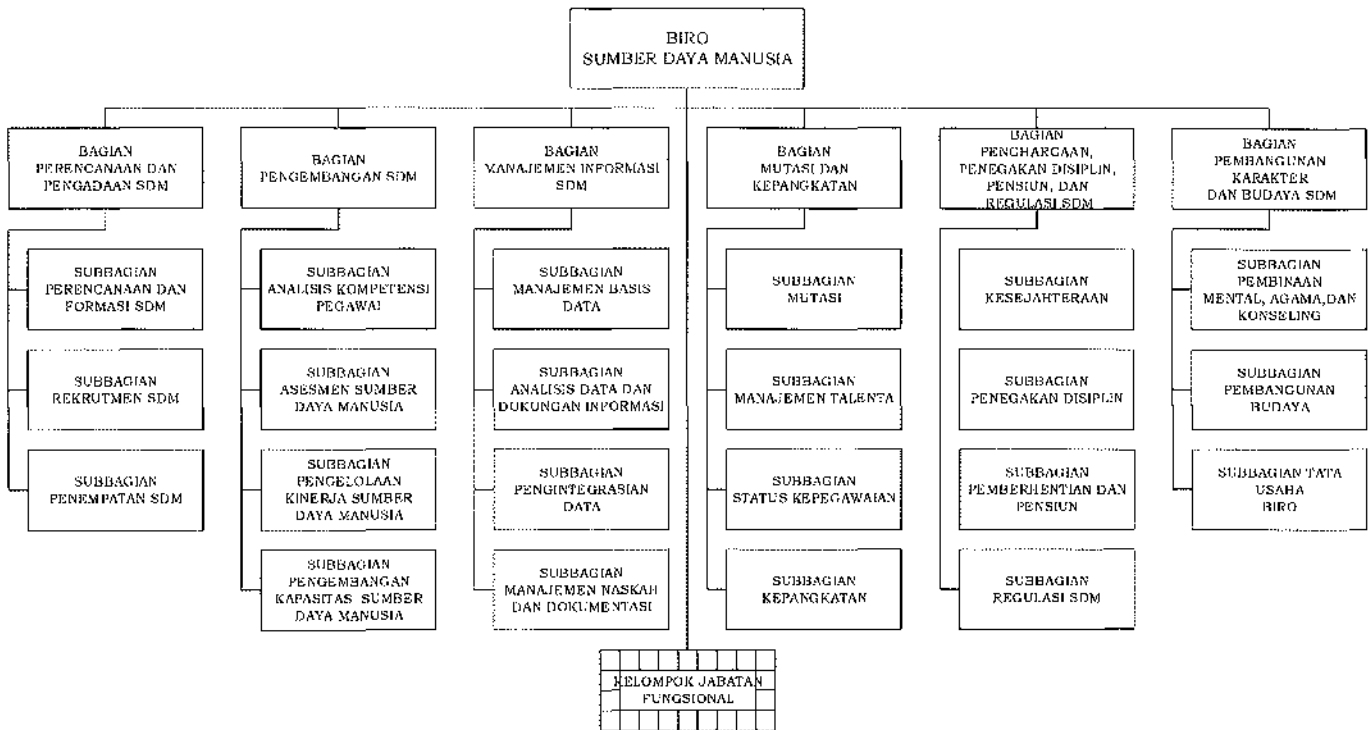 BIRO
SUMBER DAYA MANUSIA
BAGIAN
PERENCANAAN DAN
PENGADAAN SDM
BAGIAN
PENGEMBANGAN SDM
BAGIAN
MANAJEMEN INFORMASI
SDM
BAGIAN
MUTASI DAN
KEPANGKATAN
BAGIAN
PENGHARGAAN,
PENEGAKAN DISIPLIN,
PENSIUN, DAN
REGULASI SDM
BAGIAN
PEMBANGUNAN
KARAKTER
DAN BUDAYA SDM
SUBBAGIAN
PERENCANAAN DAN
FORMASI SDM
SUBBAGIAN
REKRUTMEN SDM
SUBBAGIAN
PENEMPATAN SDM
SUBBAGIAN
ANALISIS KOMPETENSI
PEGAWAI
SUBBAGIAN
ASESMEN SUMBER
DAYA MANUSIA
SUBBAGIAN
PENGELOLAAN
KINERJA SUMBER
DAYA MANUSIA
SUBBAGIAN
PENGEMBANGAN
KAPASITAS SUMBER
DAYA MANUSIA
SUBBAGIAN
MANAJEMEN BASIS
DATA
SUBBAGIAN
ANALISIS DATA DAN
DUKUNGAN INFORMASI
SUBBAGIAN
PENGINTEGRASIAN
DATA
SUBBAGIAN
MANAJEMEN NASKAH
DAN DOKUMENTASI
SUBBAGIAN
MUTASI
SUBBAGIAN
MANAJEMEN TALENTA
SUBBAGIAN
STATUS KEPEGAWAIAN
SUBBAGIAN
KEPANGKATAN
SUBBAGIAN
KESEJAHTERAAN
SUBBAGIAN
PENEGAKAN DISIPLIN
SUBBAGIAN
PEMBERHENTIAN DAN
PENSIUN
SUBBAGIAN
REGULASI SDM
SUBBAGIAN
PEMBINAAN
MENTAL, AGAMA,DAN
KONSELING
SUBBAGIAN
PEMBANGUNAN
BUDAYA
SUBBAGIAN TATA
USAHA
BIRO
KELOMPOK JABATAN
FUNGSIONAL